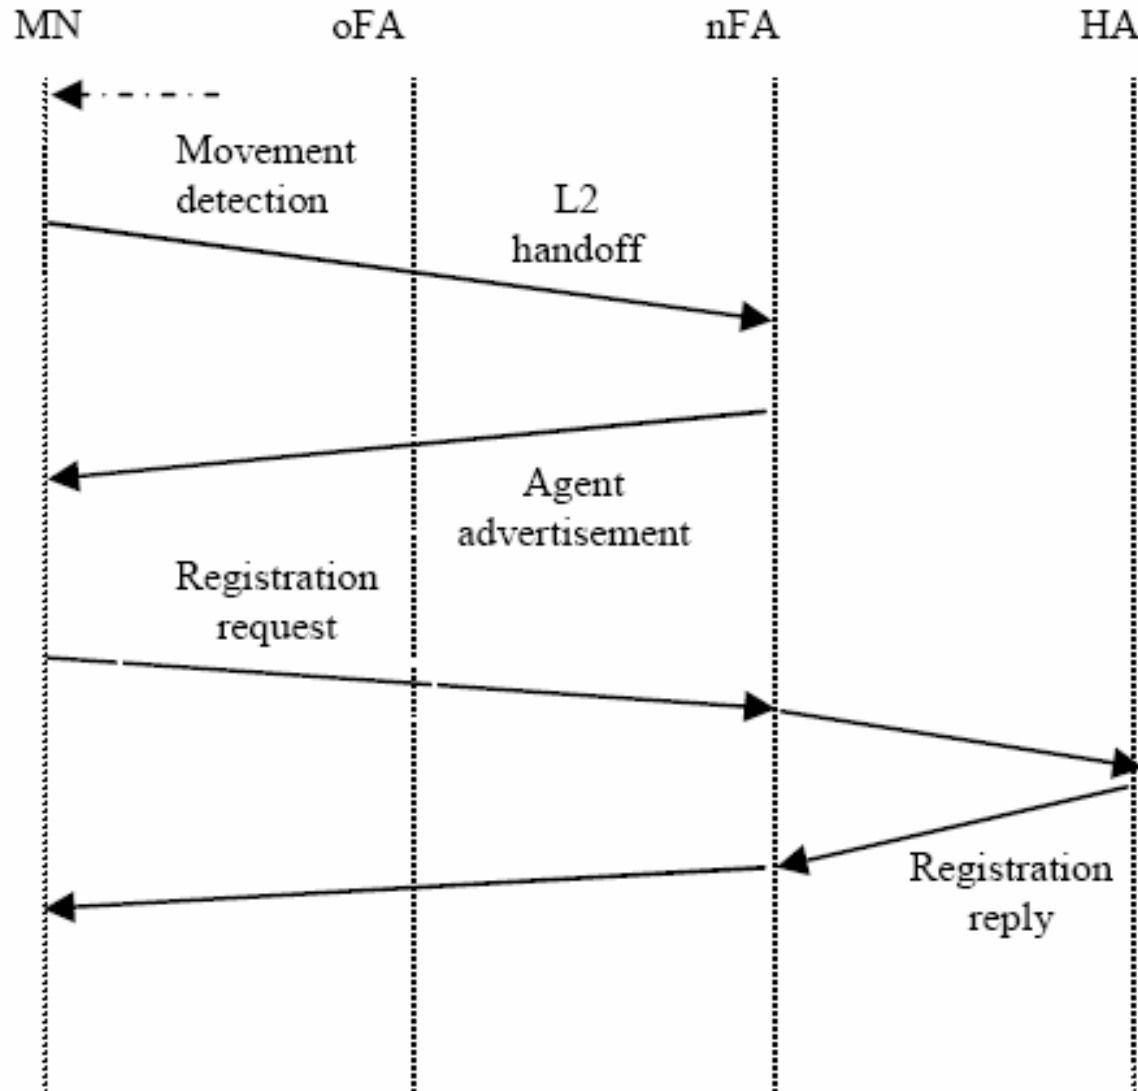 MN oFA nFA HA
Movement
detection
L2
handoff
Agent
advertisement
Registration
request
Registration
reply